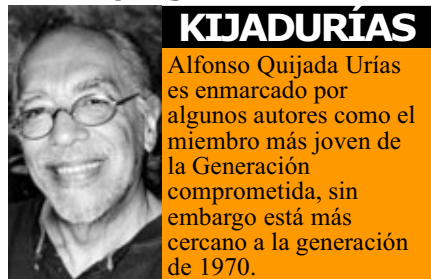 KIJADURÍAS
Alfonso Quijada Urías
es enmarcado por
algunos autores como el
miembro más joven de
la Generación
comprometida, sin
embargo está más
cercano a la generación
de 1970.